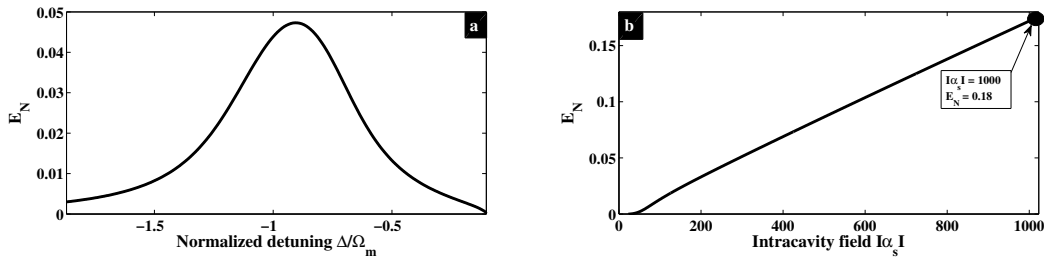 0.05
0.04
0.03
0.02
0.01
0
E_N
a
−1.5
−1
−0.5
Normalized detuning Δ/Ω_m
b
0.15
0.1
0.05
0
E_N
Iα_s I = 1000
E_N = 0.18
0
200
400
600
800
1000
Intracavity field Iα_s I